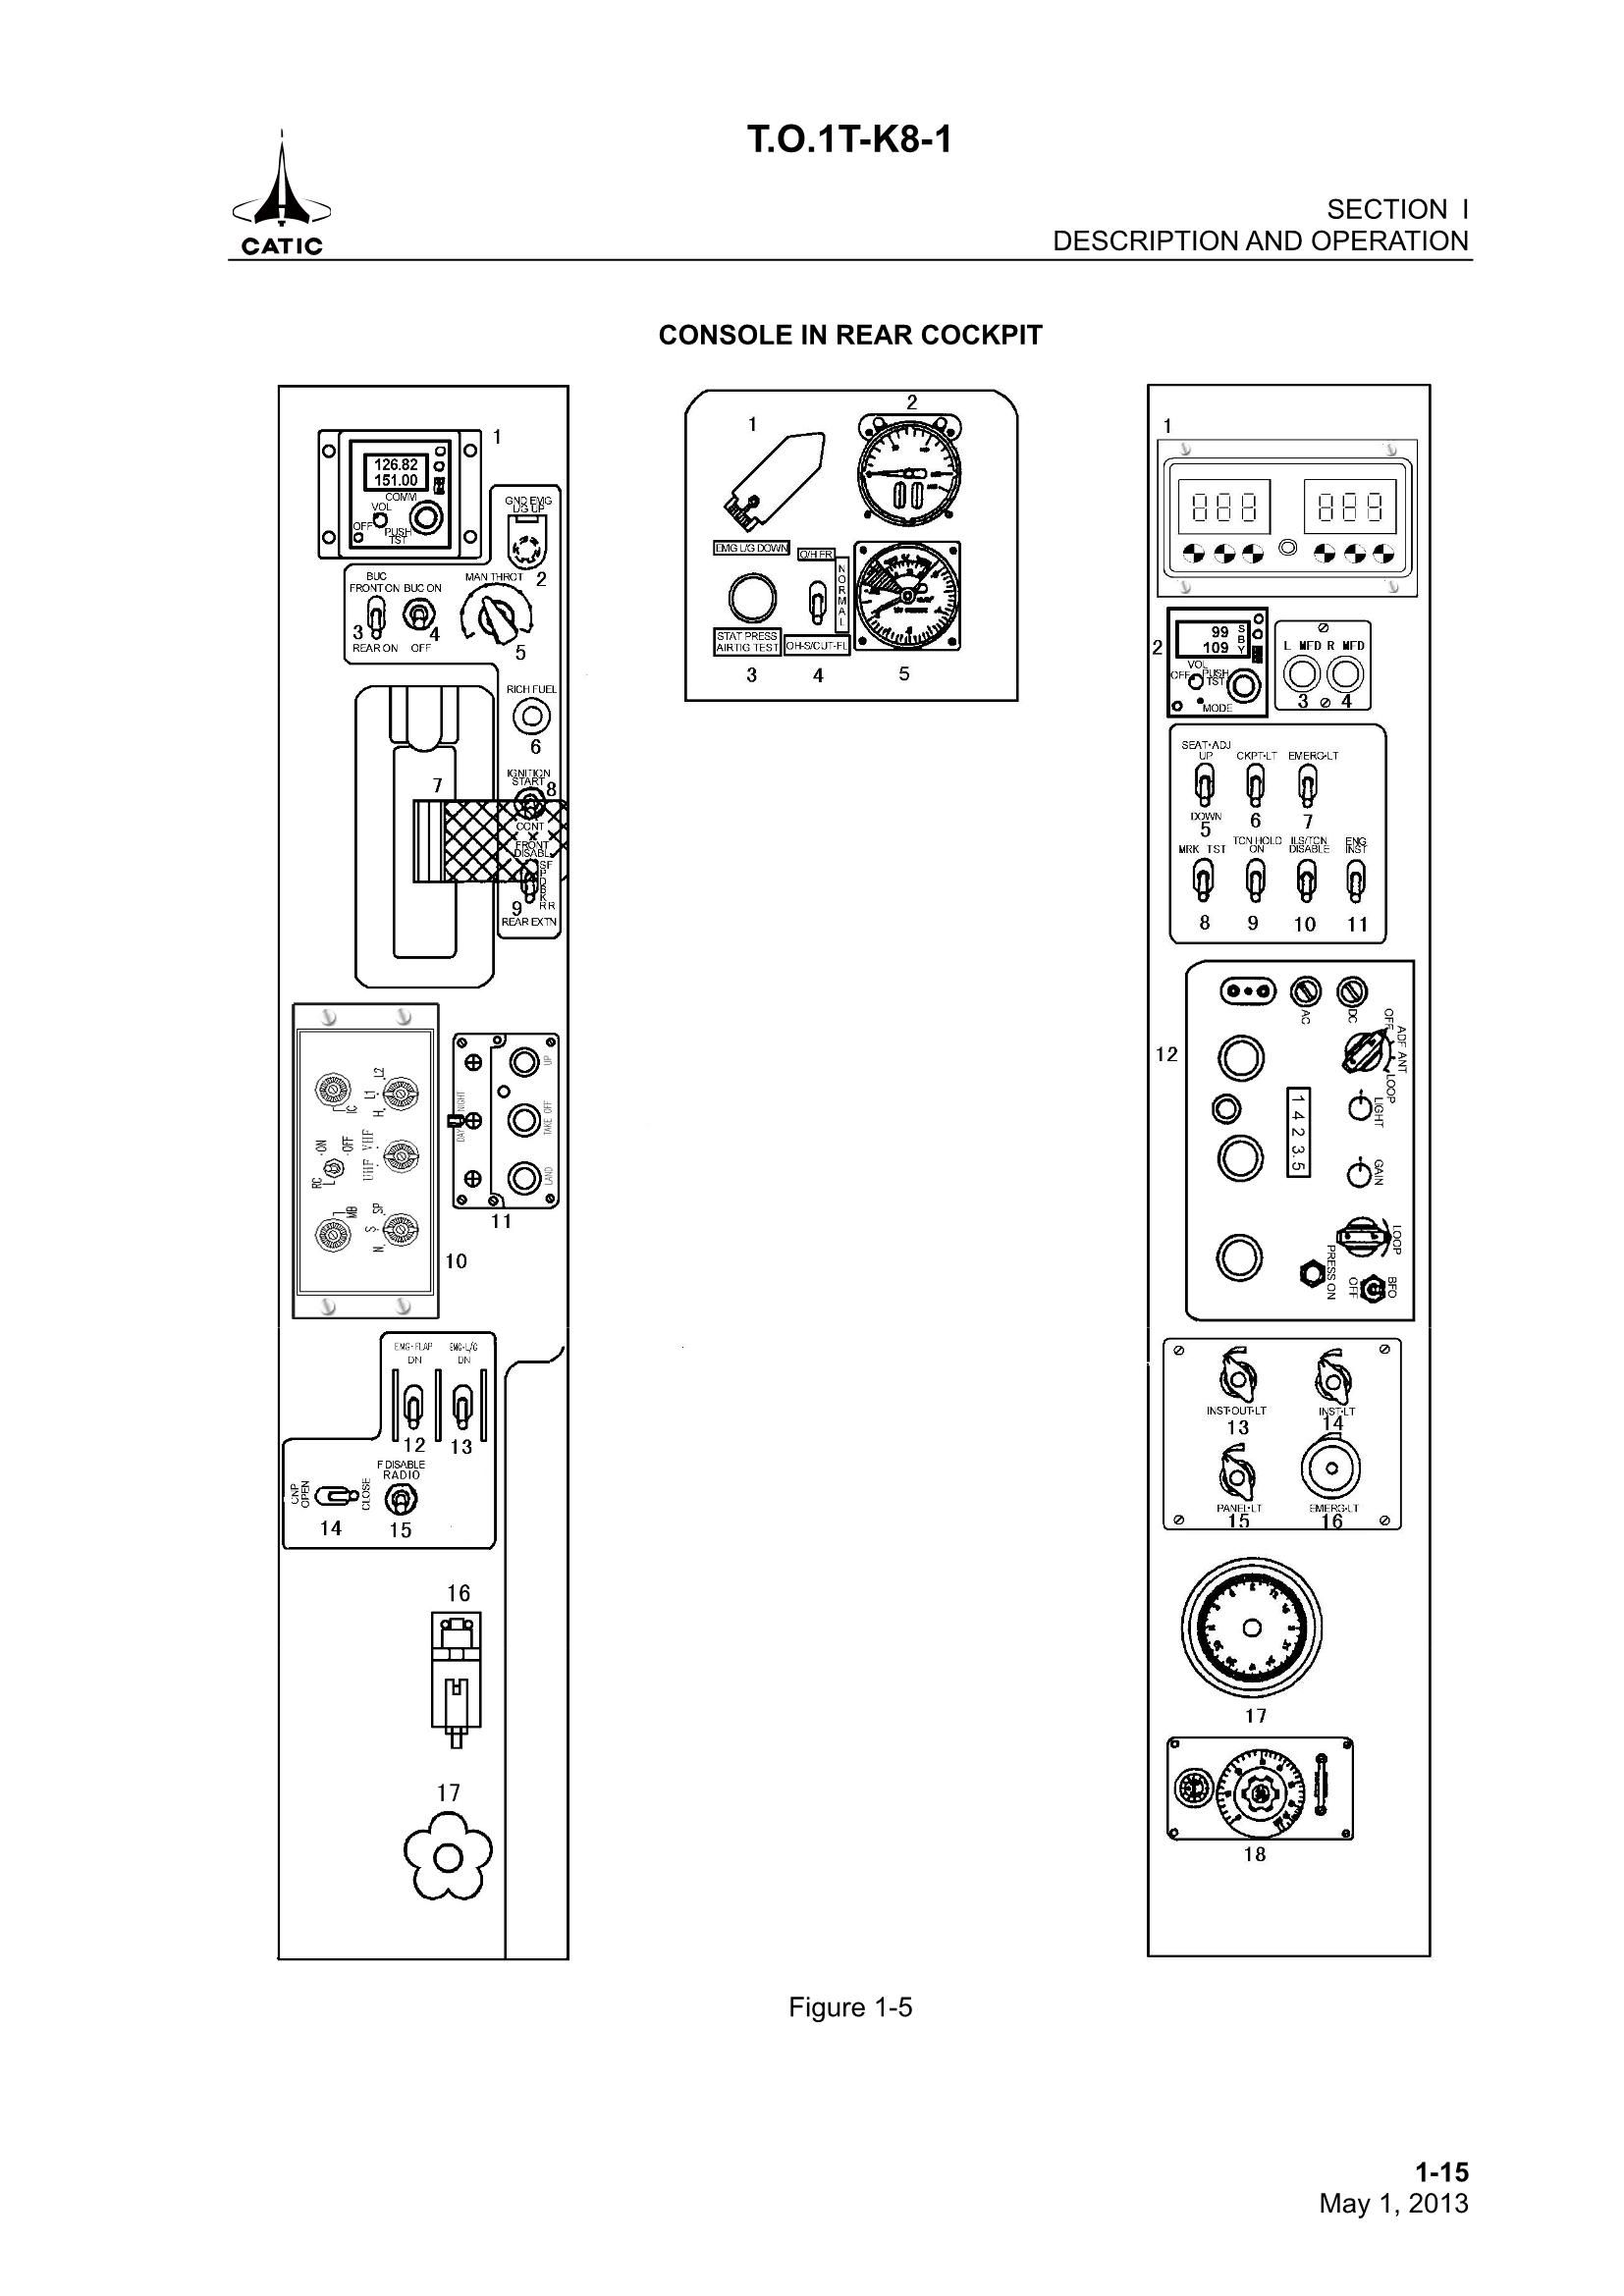 T.O.1T-K8-1
CATIC
SECTION I
DESCRIPTION AND OPERATION
CONSOLE IN REAR COCKPIT
1
126.82
151.00
COMM
VOL
OFF
PUSH
TST
GND EMG
L/G UP
2
BUC
FRONT ON
BUC ON
MAN THROT
3
4
REAR ON
OFF
5
RICH FUEL
6
7
IGNITION
START
8
CONT
FRONT
DISABL
SF
P
D
B
K
RR
9
REAR EXTN
IC
L2
L1
H
ON
OFF
RC
UHF VHF
MB
SP
S
N
10
UP
NIGHT
DAY
TAKE OFF
LAND
11
EMG-FLAP
DN
EMG-L/G
DN
12
13
F DISABLE
RADIO
CNP
OPEN
CLOSE
14
15
16
17
1
2
EMG L/G DOWN
O/H FR
NORMAL
STAT PRESS
AIRTIG TEST
OH-S/CUT-FL
3
4
5
1
2
99
109
SBY
VOL
OFF
PUSH
TST
MODE
L MFD R MFD
3
4
SEAT·ADJ
UP
CKPT·LT
EMERG·LT
DOWN
5
6
7
MRK TST
TCN HOLD
ON
ILS/TCN
DISABLE
ENG
INST
8
9
10
11
12
AC
DC
OFF
ADF
ANT
LOOP
LIGHT
1 4 2 3.5
GAIN
LOOP
PRESS ON
BFO
OFF
INST·OUT·LT
13
INST·LT
14
PANEL·LT
15
EMERG·LT
16
17
18
Figure 1-5
1-15
May 1, 2013